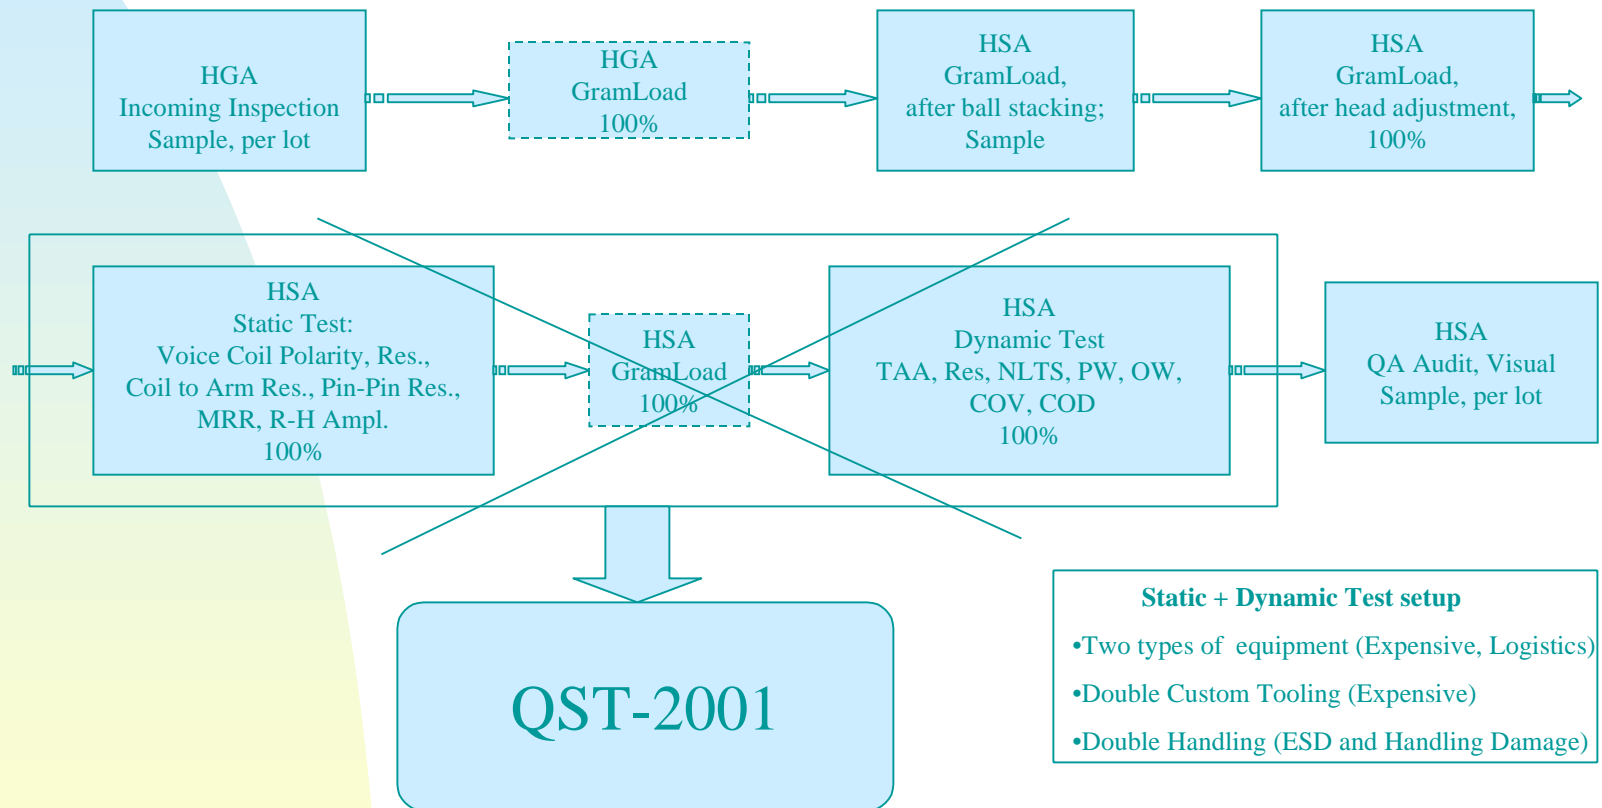 HGA
Incoming Inspection
Sample, per lot
HGA
GramLoad
100%
HSA
GramLoad,
after ball stacking;
Sample
HSA
GramLoad,
after head adjustment,
100%
HSA
Static Test:
Voice Coil Polarity, Res.,
Coil to Arm Res., Pin-Pin Res.,
MRR, R-H Ampl.
100%
HSA
GramLoad
100%
HSA
Dynamic Test
TAA, Res, NLTS, PW, OW,
COV, COD
100%
HSA
QA Audit, Visual
Sample, per lot
QST-2001
Static + Dynamic Test setup
•Two types of equipment (Expensive, Logistics)
•Double Custom Tooling (Expensive)
•Double Handling (ESD and Handling Damage)